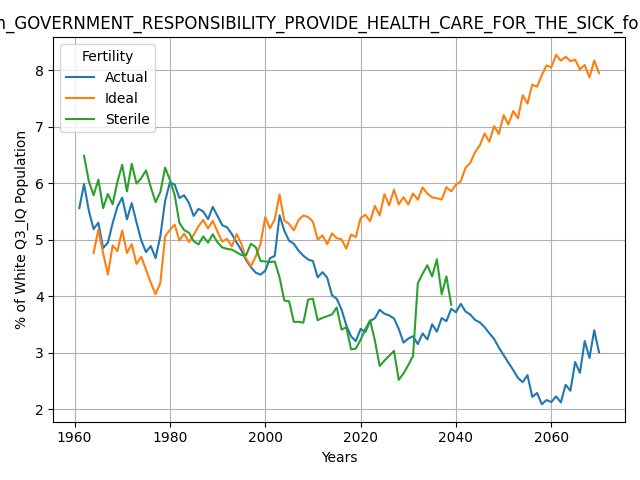 n_GOVERNMENT_RESPONSIBILITY_PROVIDE_HEALTH_CARE_FOR_THE_SICK_fo
Fertility
Actual
Ideal
Sterile
% of White Q3_IQ Population
8
7
6
5
4
3
2
1960
1980
2000
2020
2040
2060
Years